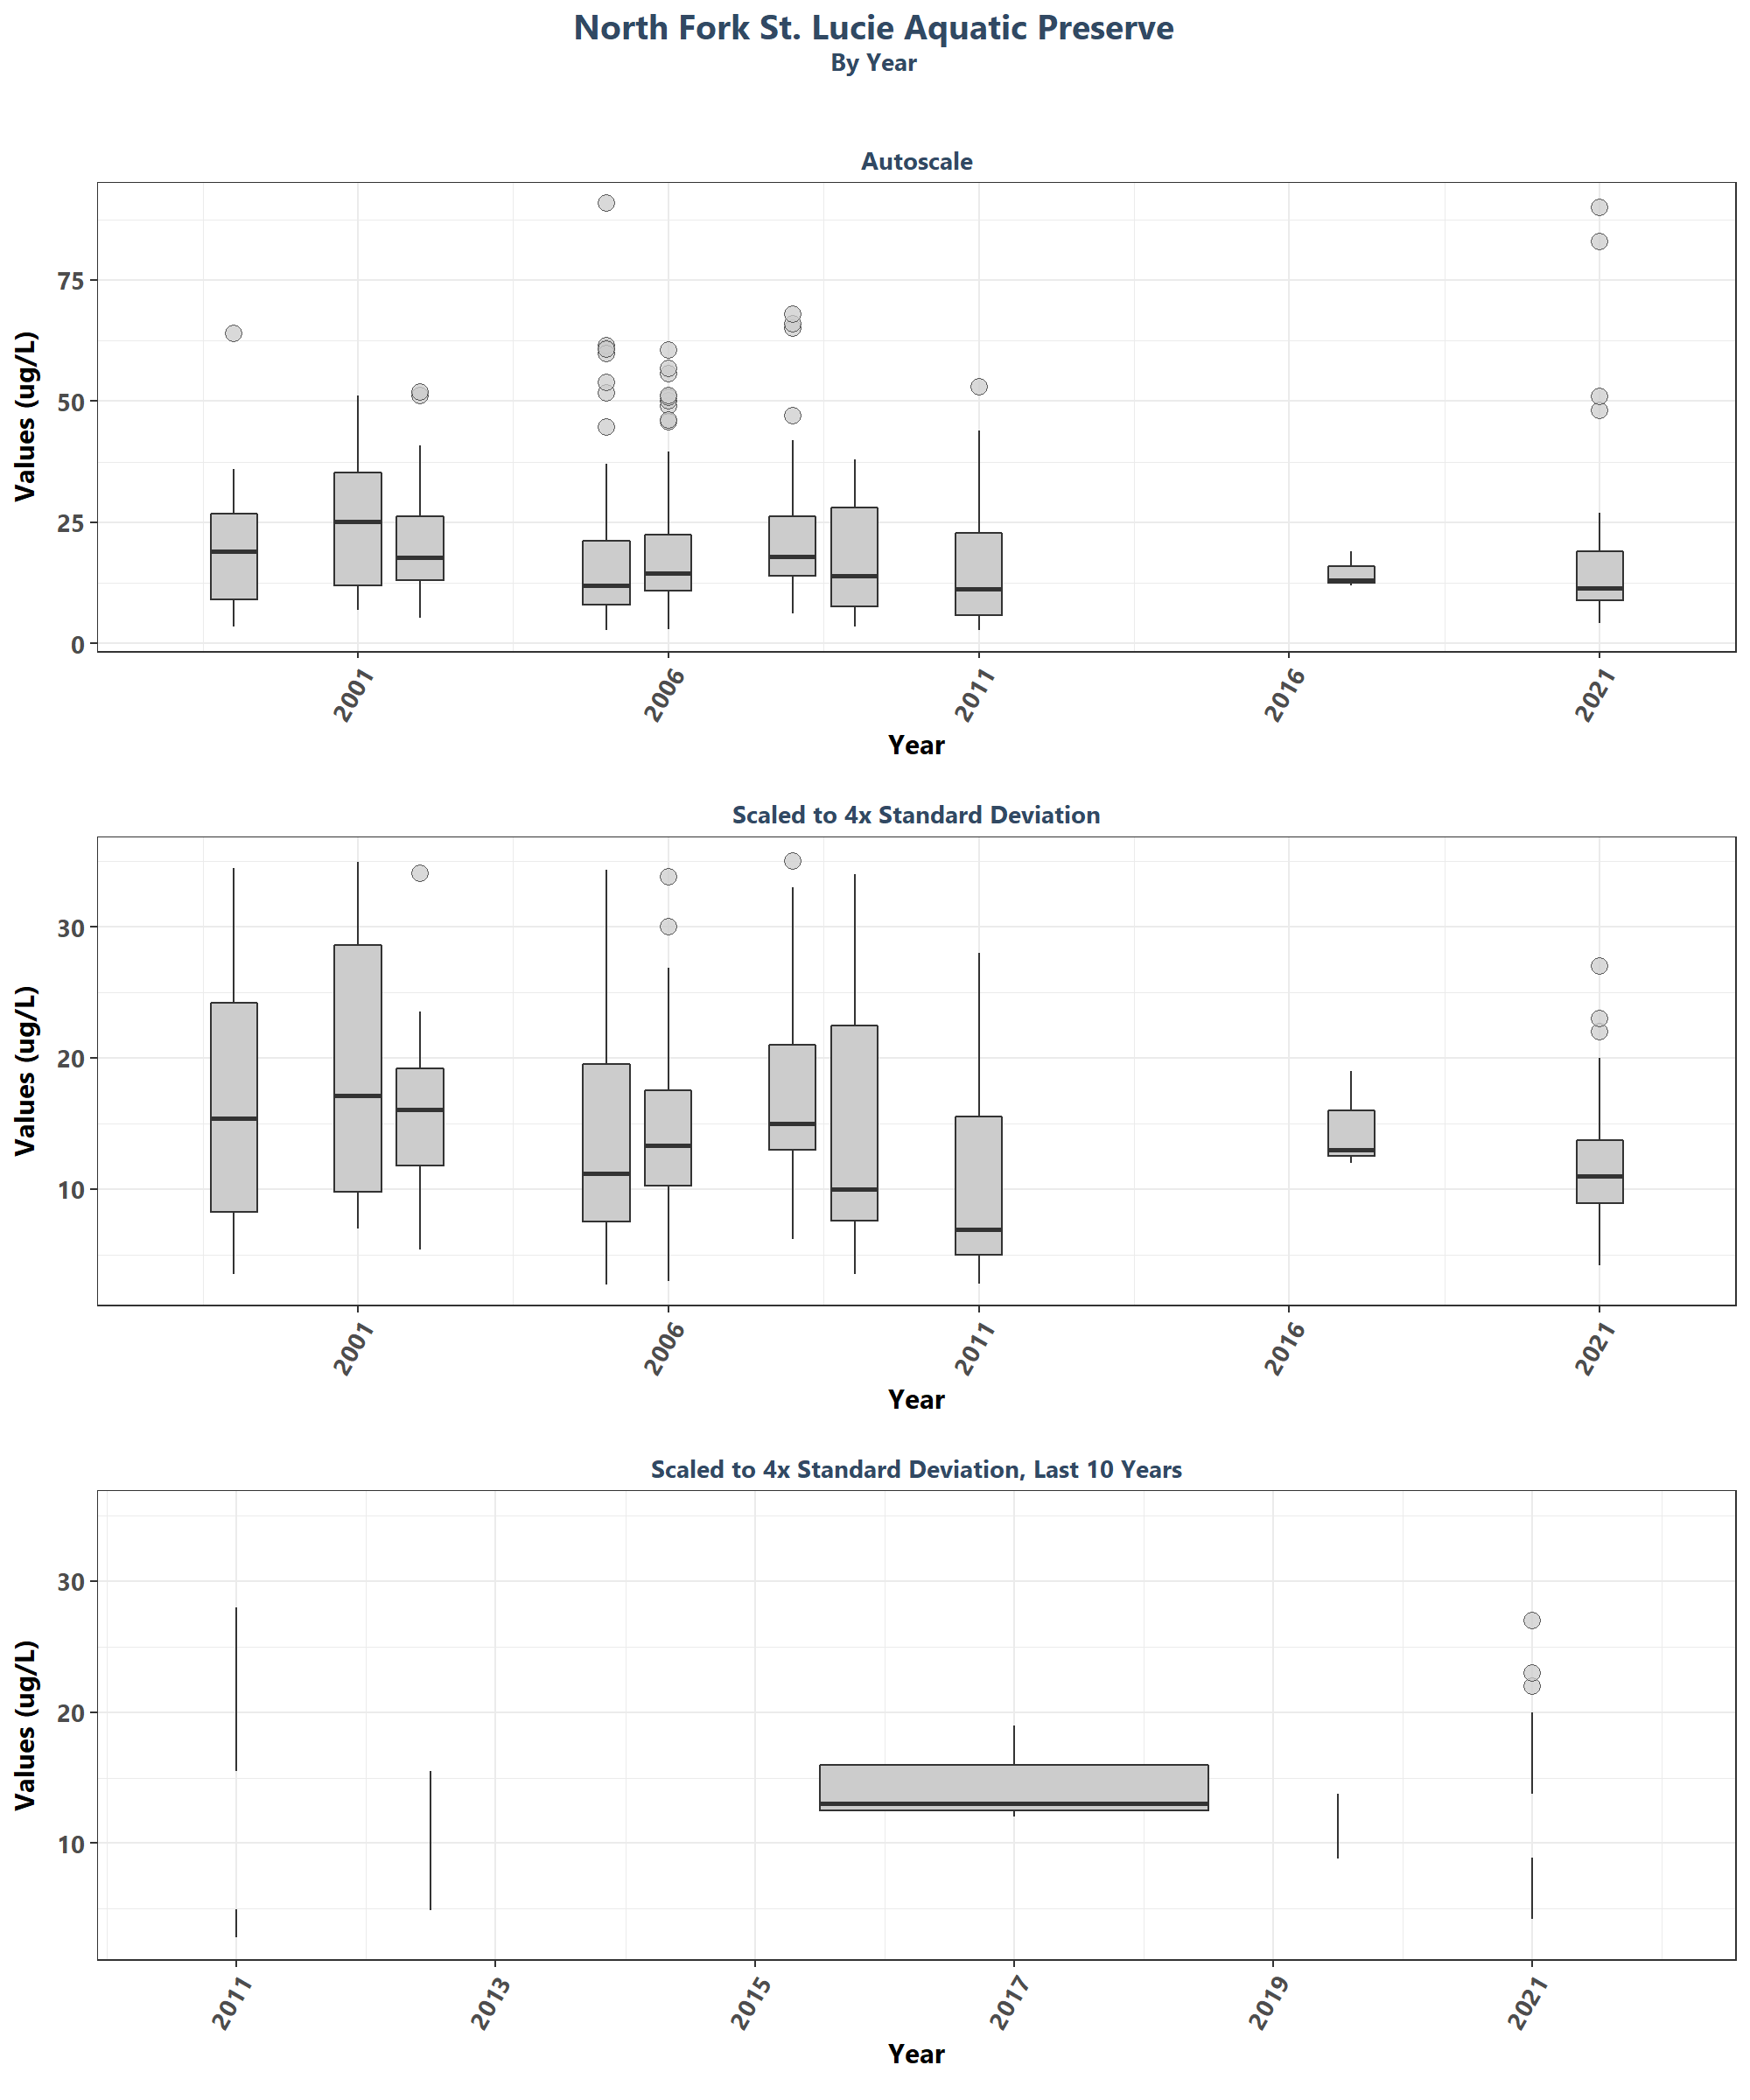 North Fork St. Lucie Aquatic Preserve
By Year
Autoscale
Values (ug/L)
75
50
25
0
2001 2006 2011 2016 2021
Year
Scaled to 4x Standard Deviation
Values (ug/L)
30
20
10
2001 2006 2011 2016 2021
Year
Scaled to 4x Standard Deviation, Last 10 Years
Values (ug/L)
30
20
10
2011 2013 2015 2017 2019 2021
Year